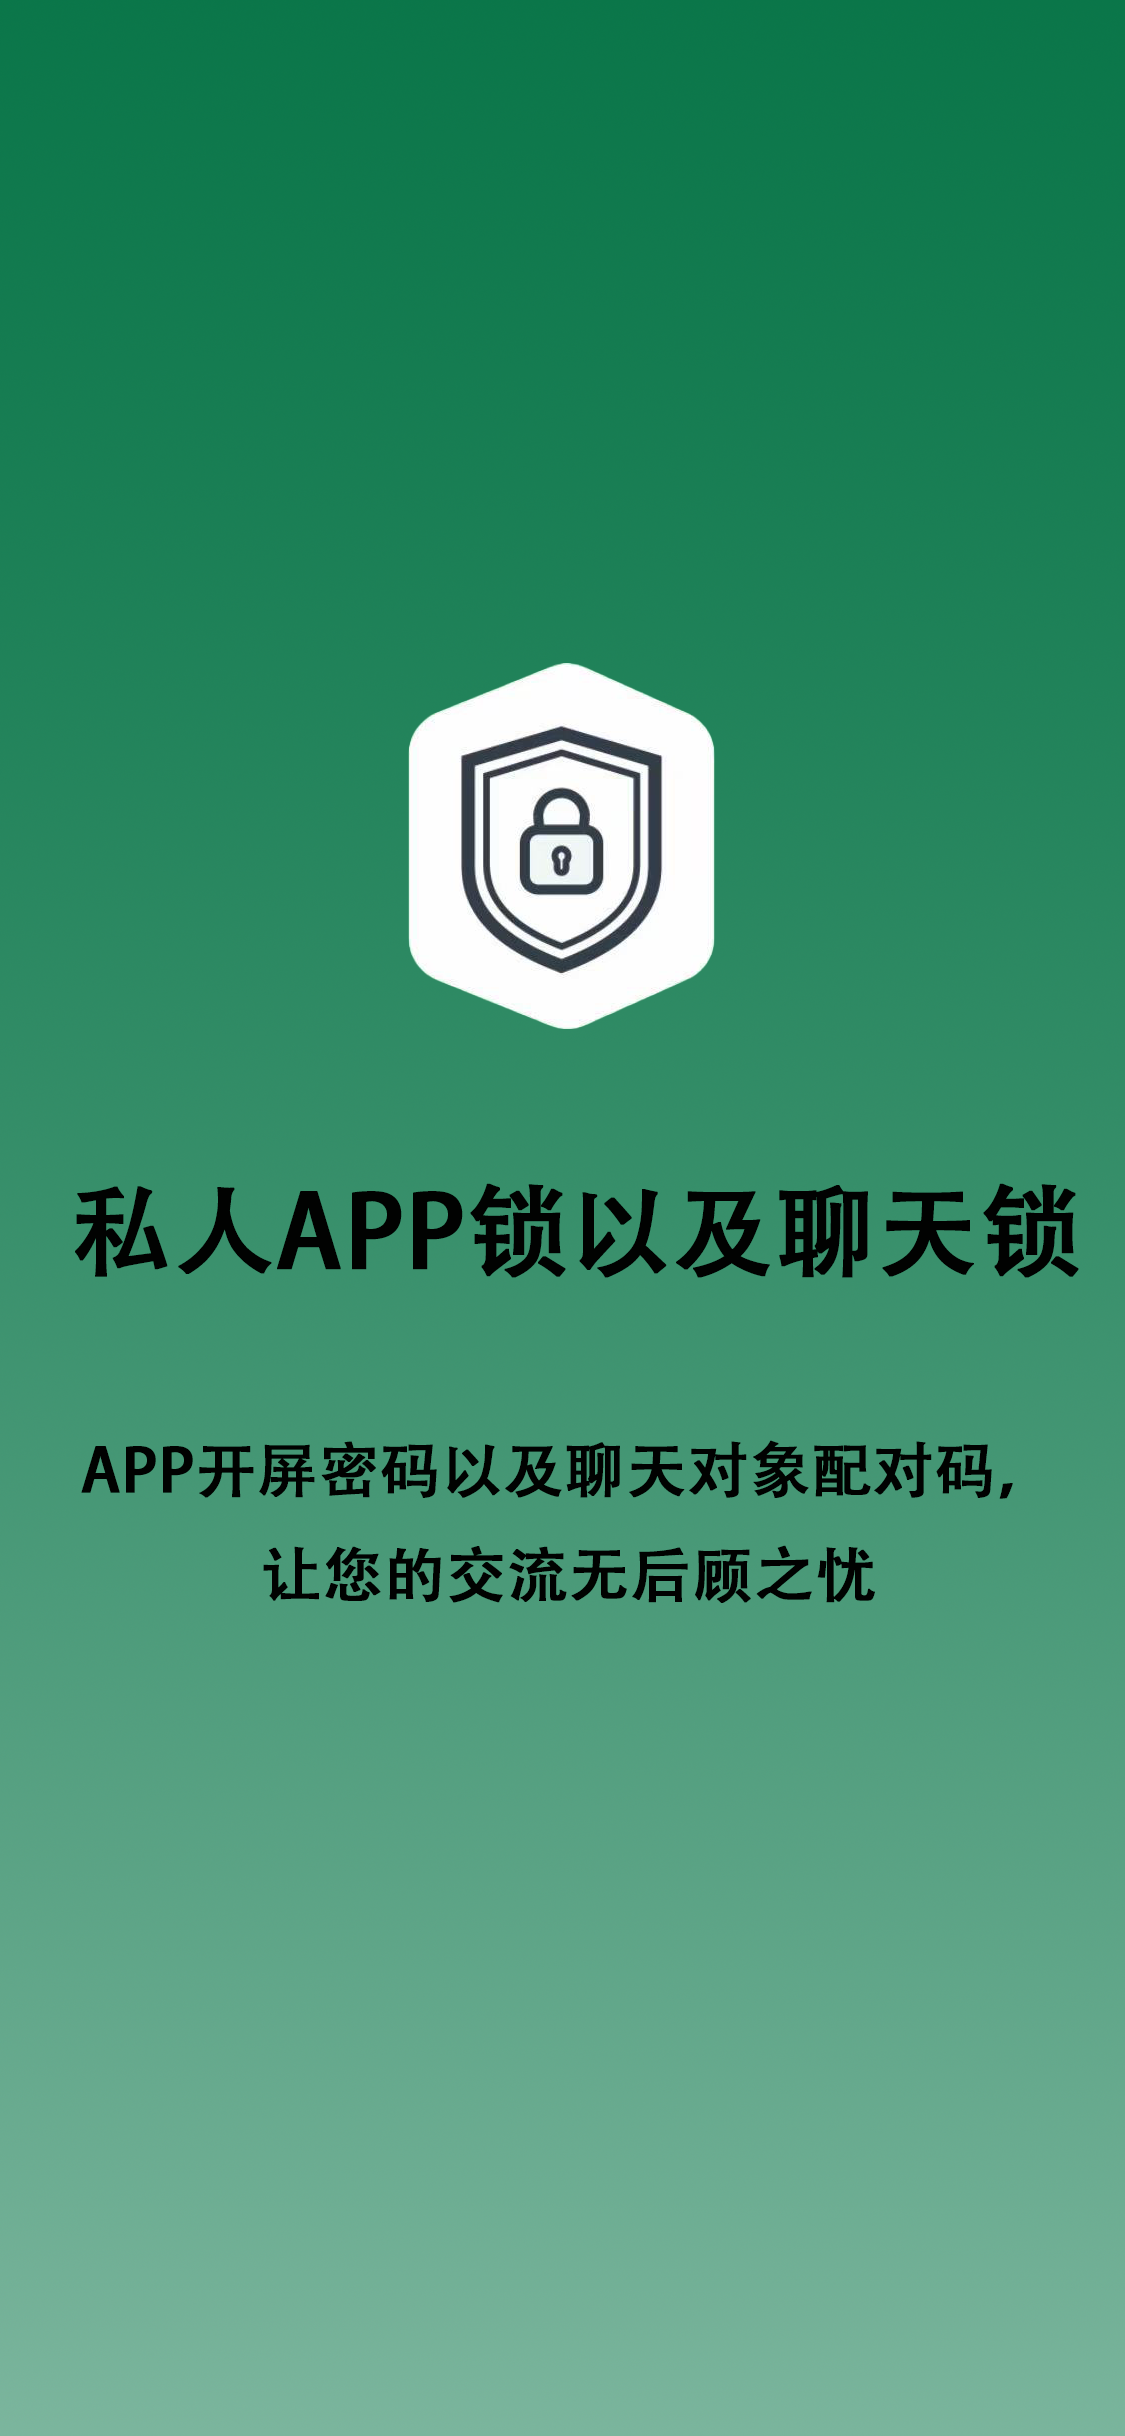 私人APP锁以及聊天锁
APP开屏密码以及聊天对象配对码,
让您的交流无后顾之忧